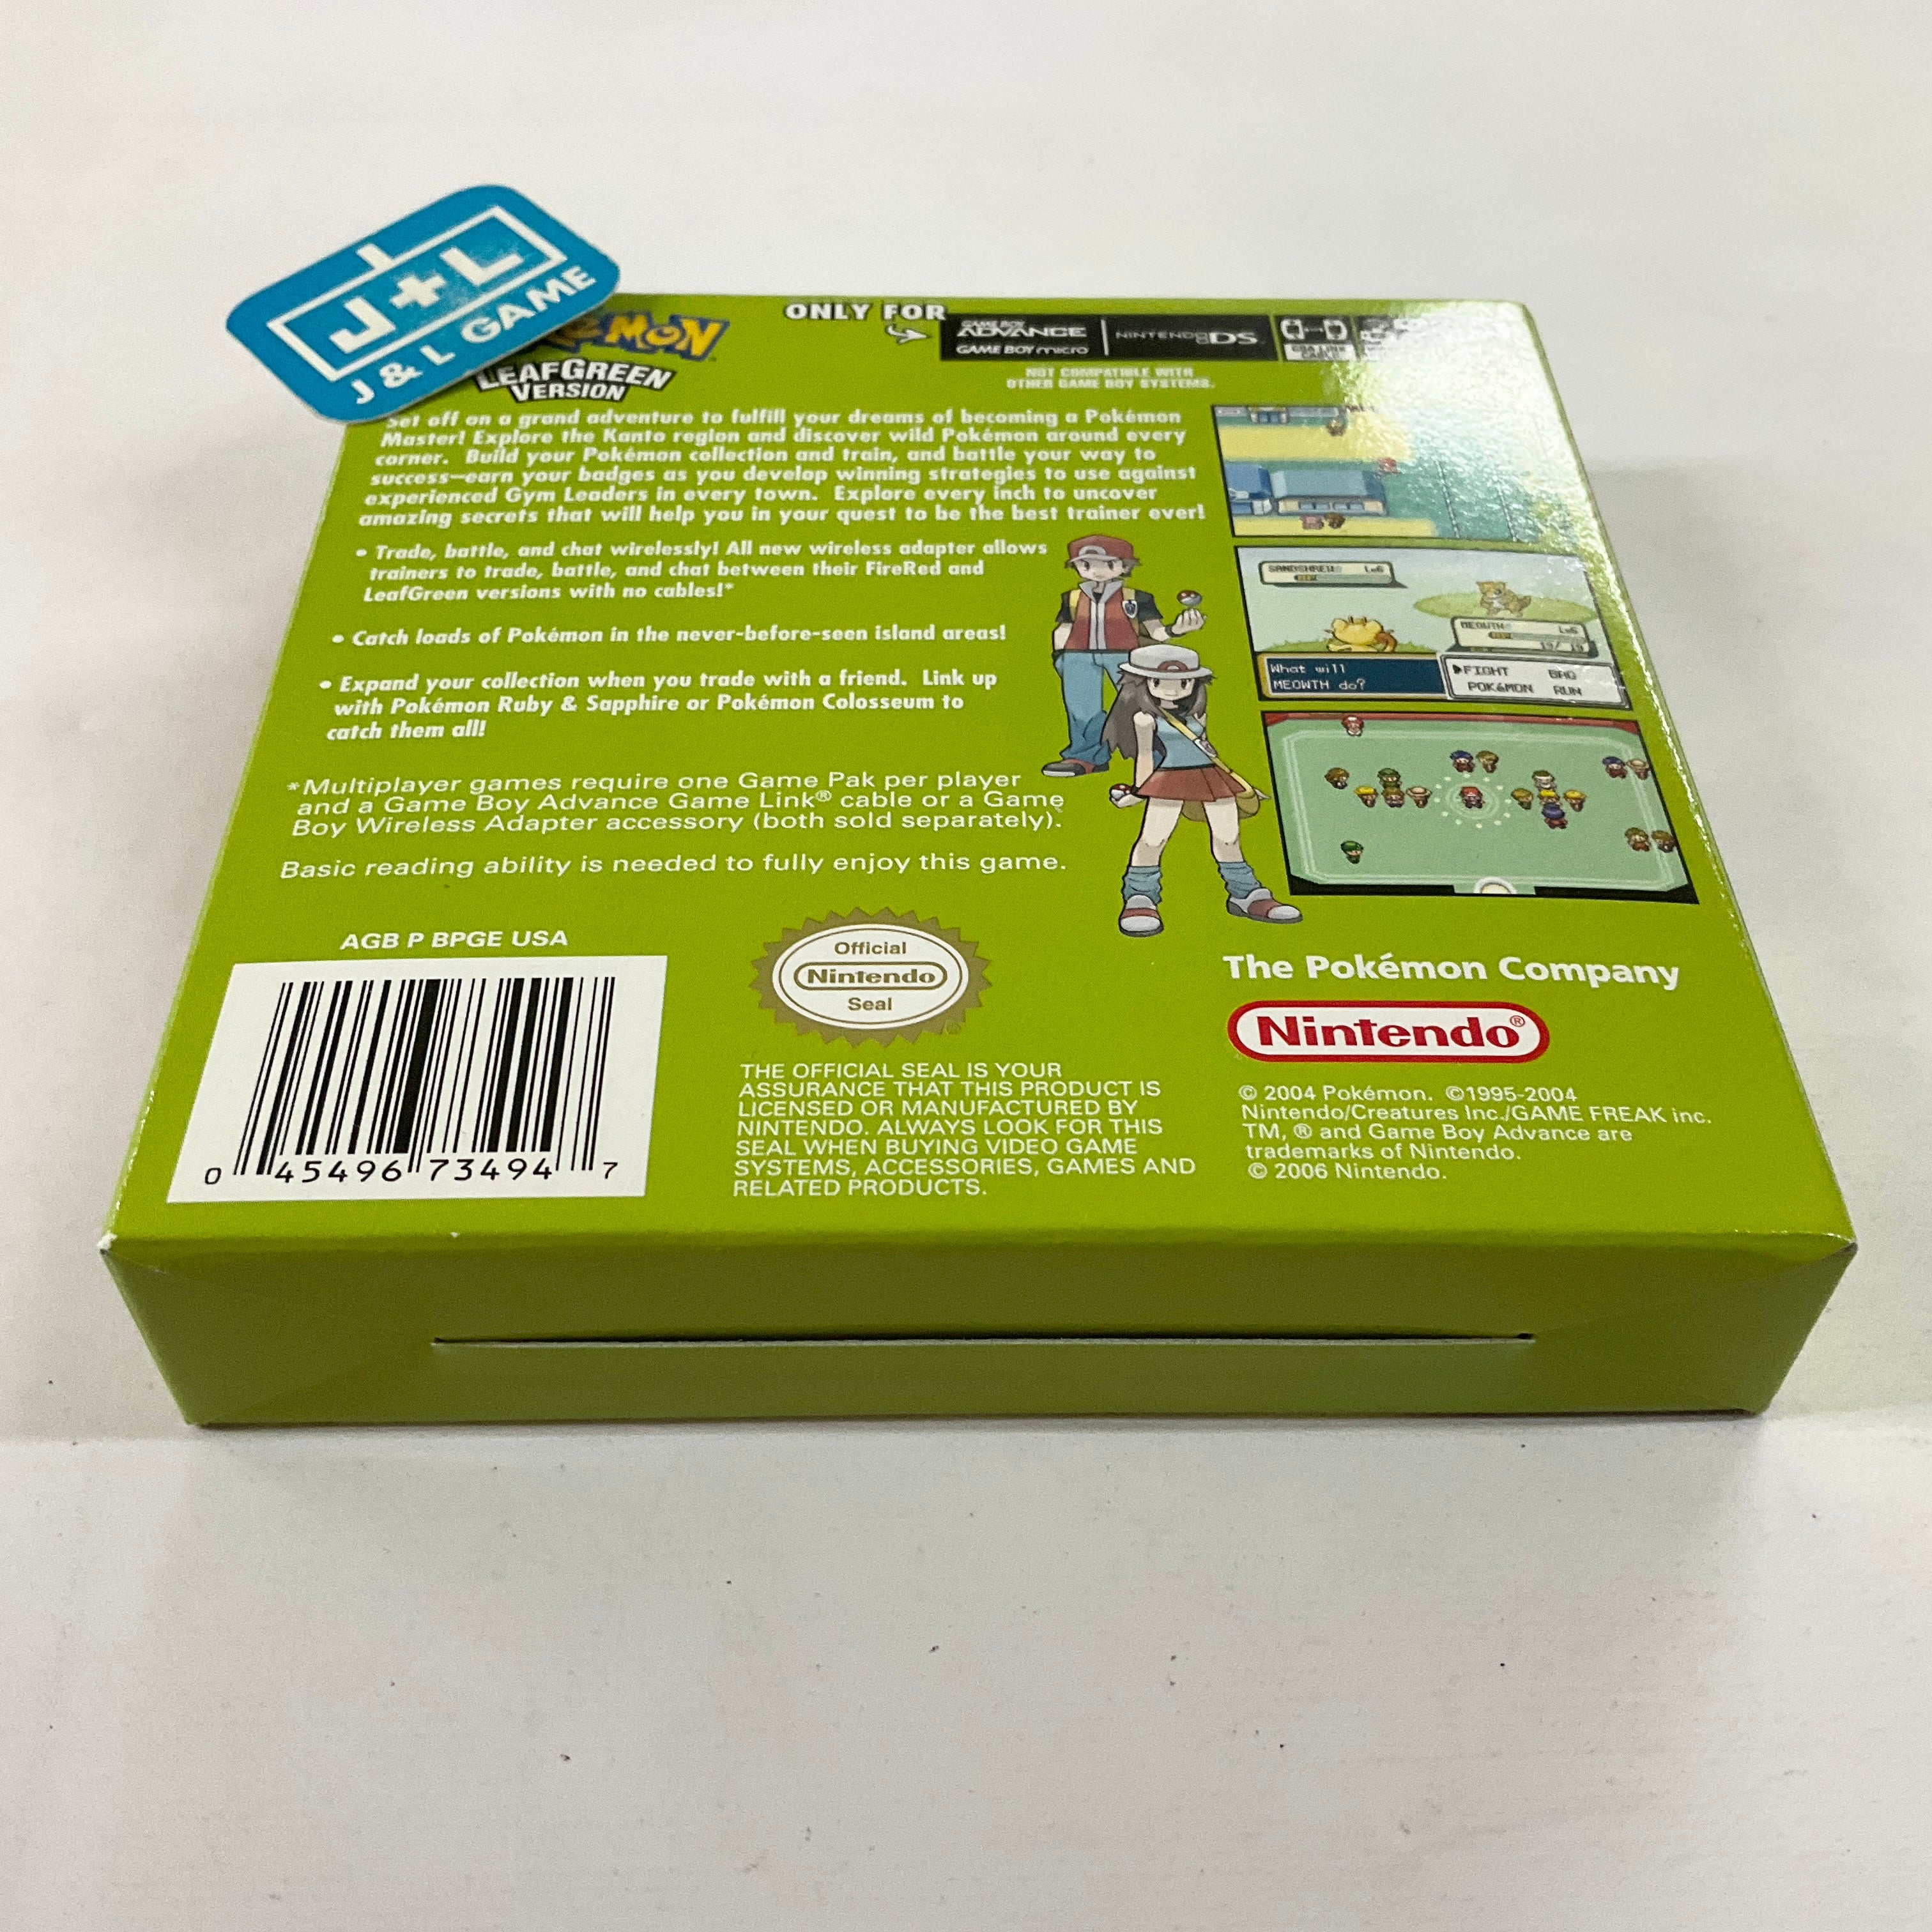 J+L
J & L GAME
POKéMON
LEAFGREEN
VERSION
ONLY FOR
GAME BOY
ADVANCE
GAME BOY micro
NINTENDO DS
GBA LINK
CABLE
NOT COMPATIBLE WITH
OTHER GAME BOY SYSTEMS.
Set off on a grand adventure to fulfill your dreams of becoming a Pokémon
Master! Explore the Kanto region and discover wild Pokémon around every
corner. Build your Pokémon collection and train, and battle your way to
success—earn your badges as you develop winning strategies to use against
experienced Gym Leaders in every town. Explore every inch to uncover
amazing secrets that will help you in your quest to be the best trainer ever!
• Trade, battle, and chat wirelessly! All new wireless adapter allows
trainers to trade, battle, and chat between their FireRed and
LeafGreen versions with no cables!*
• Catch loads of Pokémon in the never-before-seen island areas!
• Expand your collection when you trade with a friend. Link up
with Pokémon Ruby & Sapphire or Pokémon Colosseum to
catch them all!
*Multiplayer games require one Game Pak per player
and a Game Boy Advance Game Link® cable or a Game
Boy Wireless Adapter accessory (both sold separately).
Basic reading ability is needed to fully enjoy this game.
SANDSHREW Lv6
MEOWTH Lv6
19/ 19
What will
MEOWTH do?
▶FIGHT BAG
POKéMON RUN
AGB P BPGE USA
0 45496 73494 7
Official
Nintendo
Seal
®
THE OFFICIAL SEAL IS YOUR
ASSURANCE THAT THIS PRODUCT IS
LICENSED OR MANUFACTURED BY
NINTENDO. ALWAYS LOOK FOR THIS
SEAL WHEN BUYING VIDEO GAME
SYSTEMS, ACCESSORIES, GAMES AND
RELATED PRODUCTS.
The Pokémon Company
Nintendo®
© 2004 Pokémon. ©1995-2004
Nintendo/Creatures Inc./GAME FREAK inc.
TM, ® and Game Boy Advance are
trademarks of Nintendo.
© 2006 Nintendo.